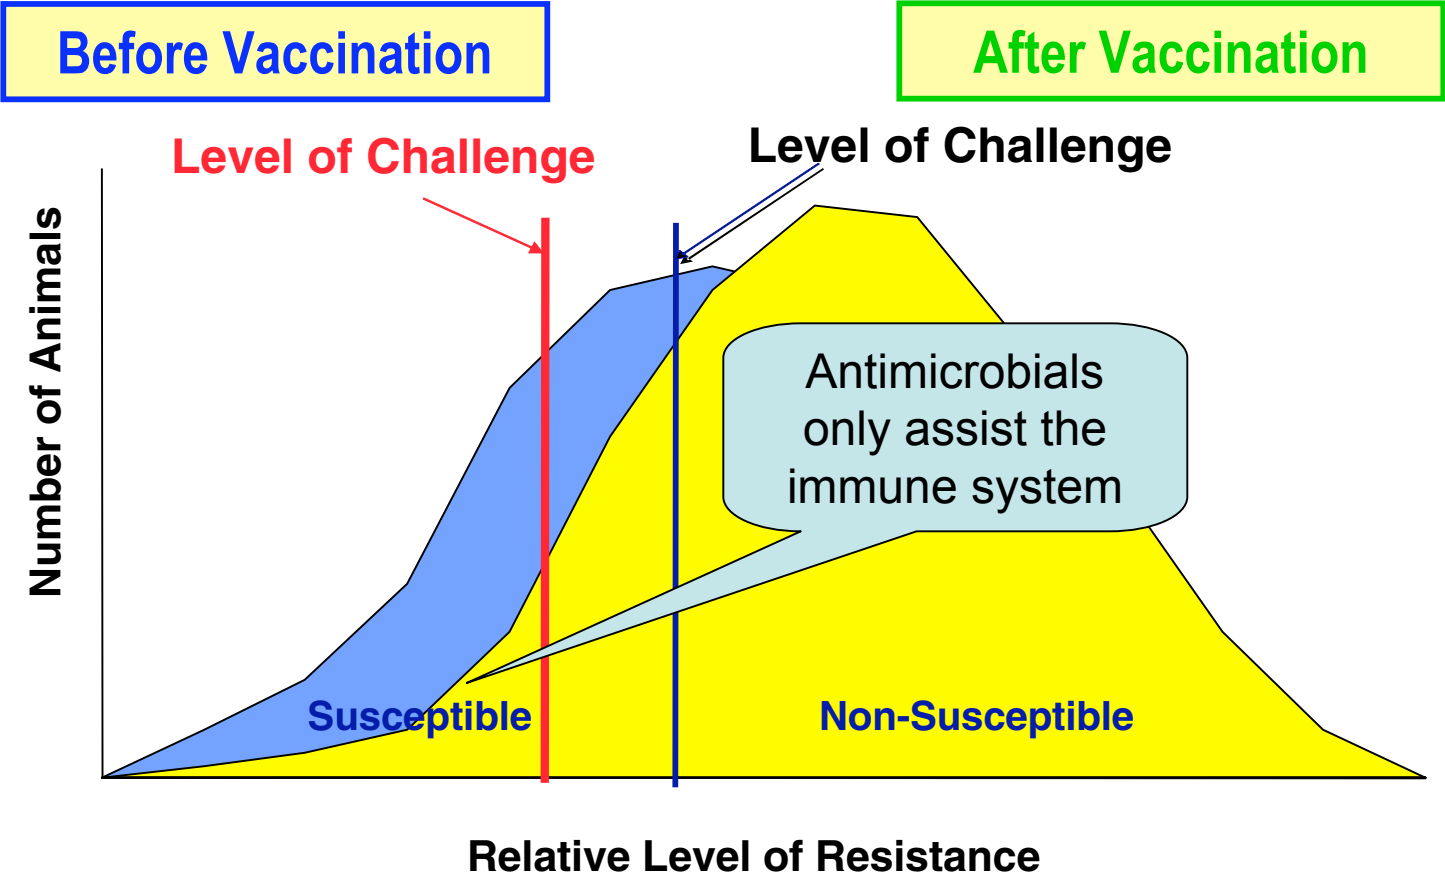 Before Vaccination
After Vaccination
Level of Challenge
Level of Challenge
Number of Animals
Antimicrobials
only assist the
immune system
Susceptible
Non-Susceptible
Relative Level of Resistance